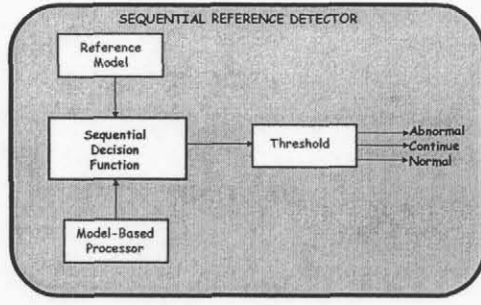 SEQUENTIAL REFERENCE DETECTOR
Reference
Model
Sequential
Decision
Function
Threshold
Abnormal
Continue
Normal
Model-Based
Processor